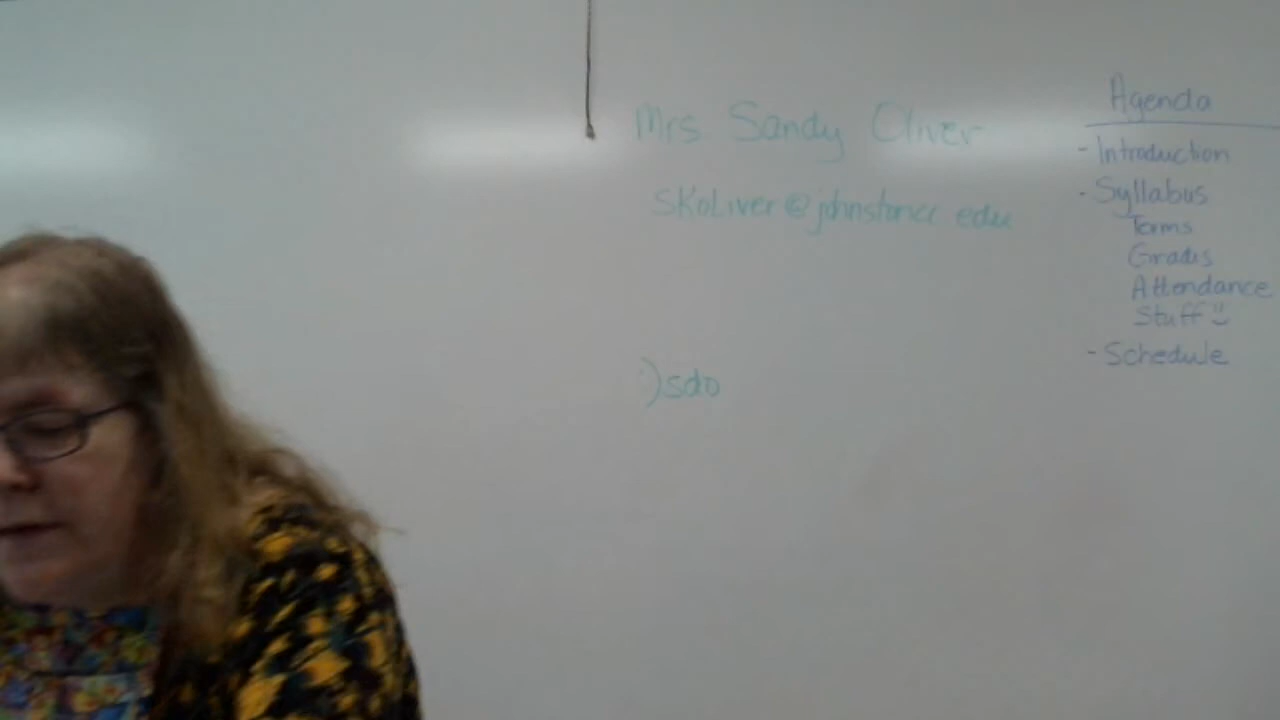 Mrs Sandy Oliver
SKoliver@johnstoncc.edu
:)sdo
Agenda
- Introduction
- Syllabus
Terms
Grades
Attendance
Stuff
- Schedule